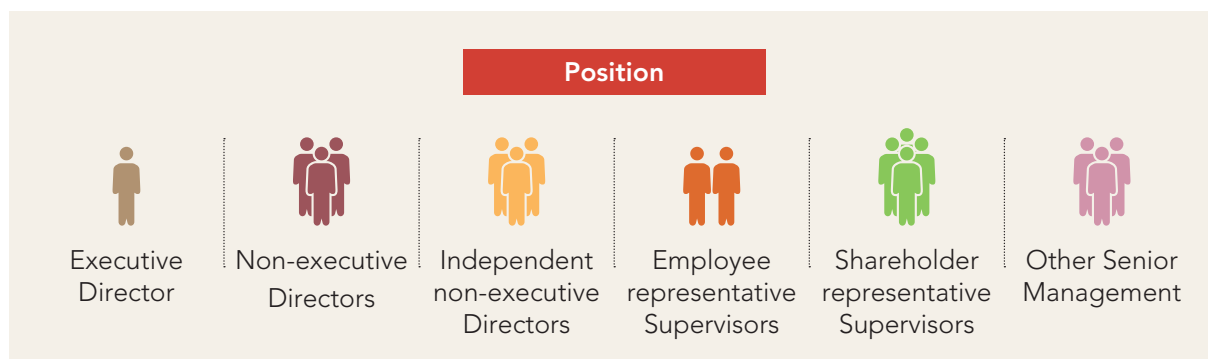 Position
Executive
Director
Non-executive
Directors
Independent
non-executive
Directors
Employee
representative
Supervisors
Shareholder
representative
Supervisors
Other Senior
Management